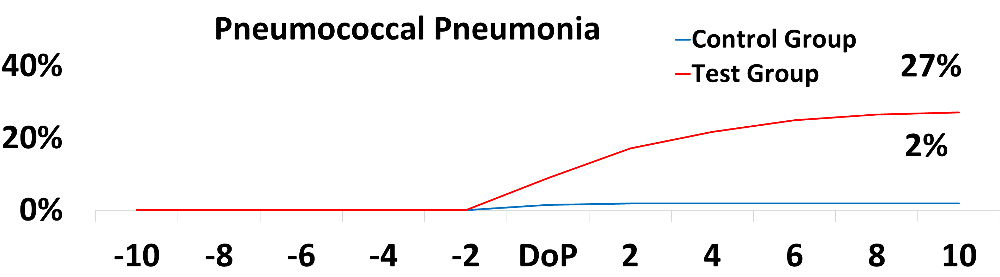 Pneumococcal Pneumonia
Control Group
Test Group
40%
27%
20%
2%
0%
-10 -8 -6 -4 -2 DoP 2 4 6 8 10